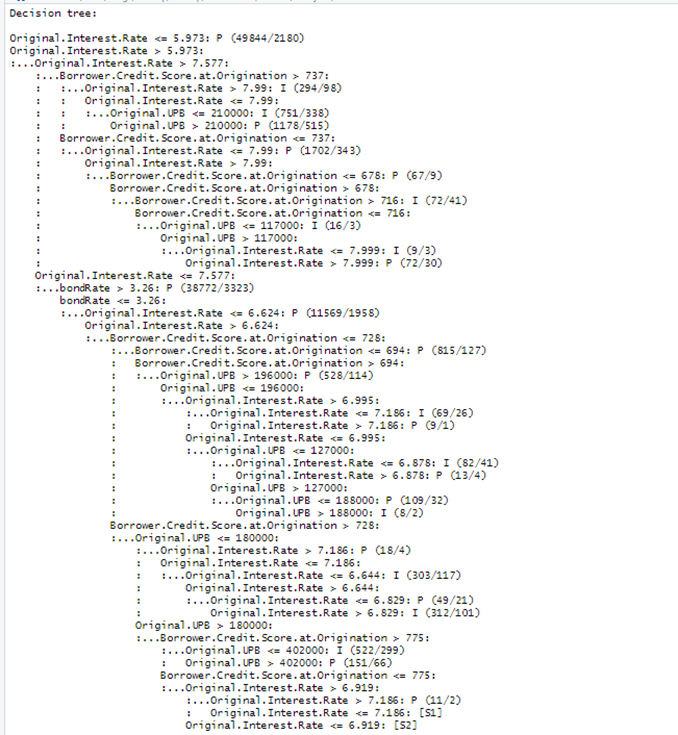 Decision tree:
Original.Interest.Rate <= 5.973: P (49844/2180)
Original.Interest.Rate > 5.973:
:...Original.Interest.Rate > 7.577:
:...Borrower.Credit.Score.at.Origination > 737:
: :...Original.Interest.Rate > 7.99: I (294/98)
: : Original.Interest.Rate <= 7.99:
: : :...Original.UPB <= 210000: I (751/338)
: : Original.UPB > 210000: P (1178/515)
: Borrower.Credit.Score.at.Origination <= 737:
: :...Original.Interest.Rate <= 7.99: P (1702/343)
: Original.Interest.Rate > 7.99:
: :...Borrower.Credit.Score.at.Origination <= 678: P (67/9)
: Borrower.Credit.Score.at.Origination > 678:
: :...Borrower.Credit.Score.at.Origination > 716: I (72/41)
: Borrower.Credit.Score.at.Origination <= 716:
: :...Original.UPB <= 117000: I (16/3)
: Original.UPB > 117000:
: :...Original.Interest.Rate <= 7.999: I (9/3)
: Original.Interest.Rate > 7.999: P (72/30)
Original.Interest.Rate <= 7.577:
:...bondRate > 3.26: P (38772/3323)
bondRate <= 3.26:
:...Original.Interest.Rate <= 6.624: P (11569/1958)
Original.Interest.Rate > 6.624:
:...Borrower.Credit.Score.at.Origination <= 728:
:...Borrower.Credit.Score.at.Origination <= 694: P (815/127)
: Borrower.Credit.Score.at.Origination > 694:
: :...Original.UPB > 196000: P (528/114)
: Original.UPB <= 196000:
: :...Original.Interest.Rate > 6.995:
: :...Original.Interest.Rate <= 7.186: I (69/26)
: : Original.Interest.Rate > 7.186: P (9/1)
: Original.Interest.Rate <= 6.995:
: :...Original.UPB <= 127000:
: :...Original.Interest.Rate <= 6.878: I (82/41)
: : Original.Interest.Rate > 6.878: P (13/4)
: Original.UPB > 127000:
: :...Original.UPB <= 188000: P (109/32)
: Original.UPB > 188000: I (8/2)
Borrower.Credit.Score.at.Origination > 728:
:...Original.UPB <= 180000:
:...Original.Interest.Rate > 7.186: P (18/4)
: Original.Interest.Rate <= 7.186:
: :...Original.Interest.Rate <= 6.644: I (303/117)
: Original.Interest.Rate > 6.644:
: :...Original.Interest.Rate <= 6.829: P (49/21)
: Original.Interest.Rate > 6.829: I (312/101)
Original.UPB > 180000:
:...Borrower.Credit.Score.at.Origination > 775:
:...Original.UPB <= 402000: I (522/299)
: Original.UPB > 402000: P (151/66)
Borrower.Credit.Score.at.Origination <= 775:
:...Original.Interest.Rate > 6.919:
:...Original.Interest.Rate > 7.186: P (11/2)
: Original.Interest.Rate <= 7.186: [S1]
Original.Interest.Rate <= 6.919: [S2]